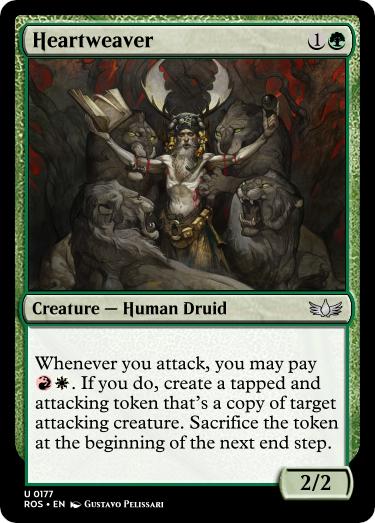 Heartweaver 1
Creature — Human Druid
Whenever you attack, you may pay
. If you do, create a tapped and
attacking token that's a copy of target
attacking creature. Sacrifice the token
at the beginning of the next end step.
2/2
U 0177
ROS • EN Gustavo Pelissari